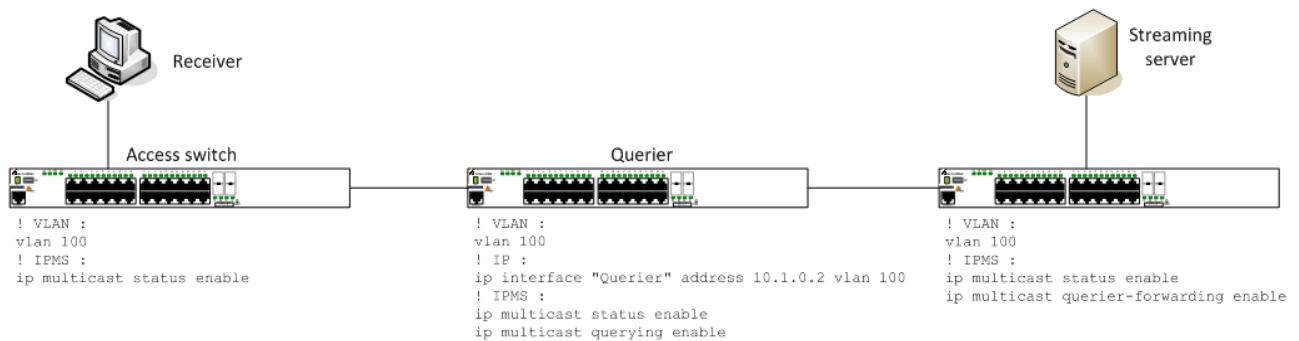 Receiver
Streaming
server
Access switch
Querier
! VLAN :
vlan 100
! IPMS :
ip multicast status enable
! VLAN :
vlan 100
! IP :
ip interface "Querier" address 10.1.0.2 vlan 100
! IPMS :
ip multicast status enable
ip multicast querying enable
! VLAN :
vlan 100
! IPMS :
ip multicast status enable
ip multicast querier-forwarding enable